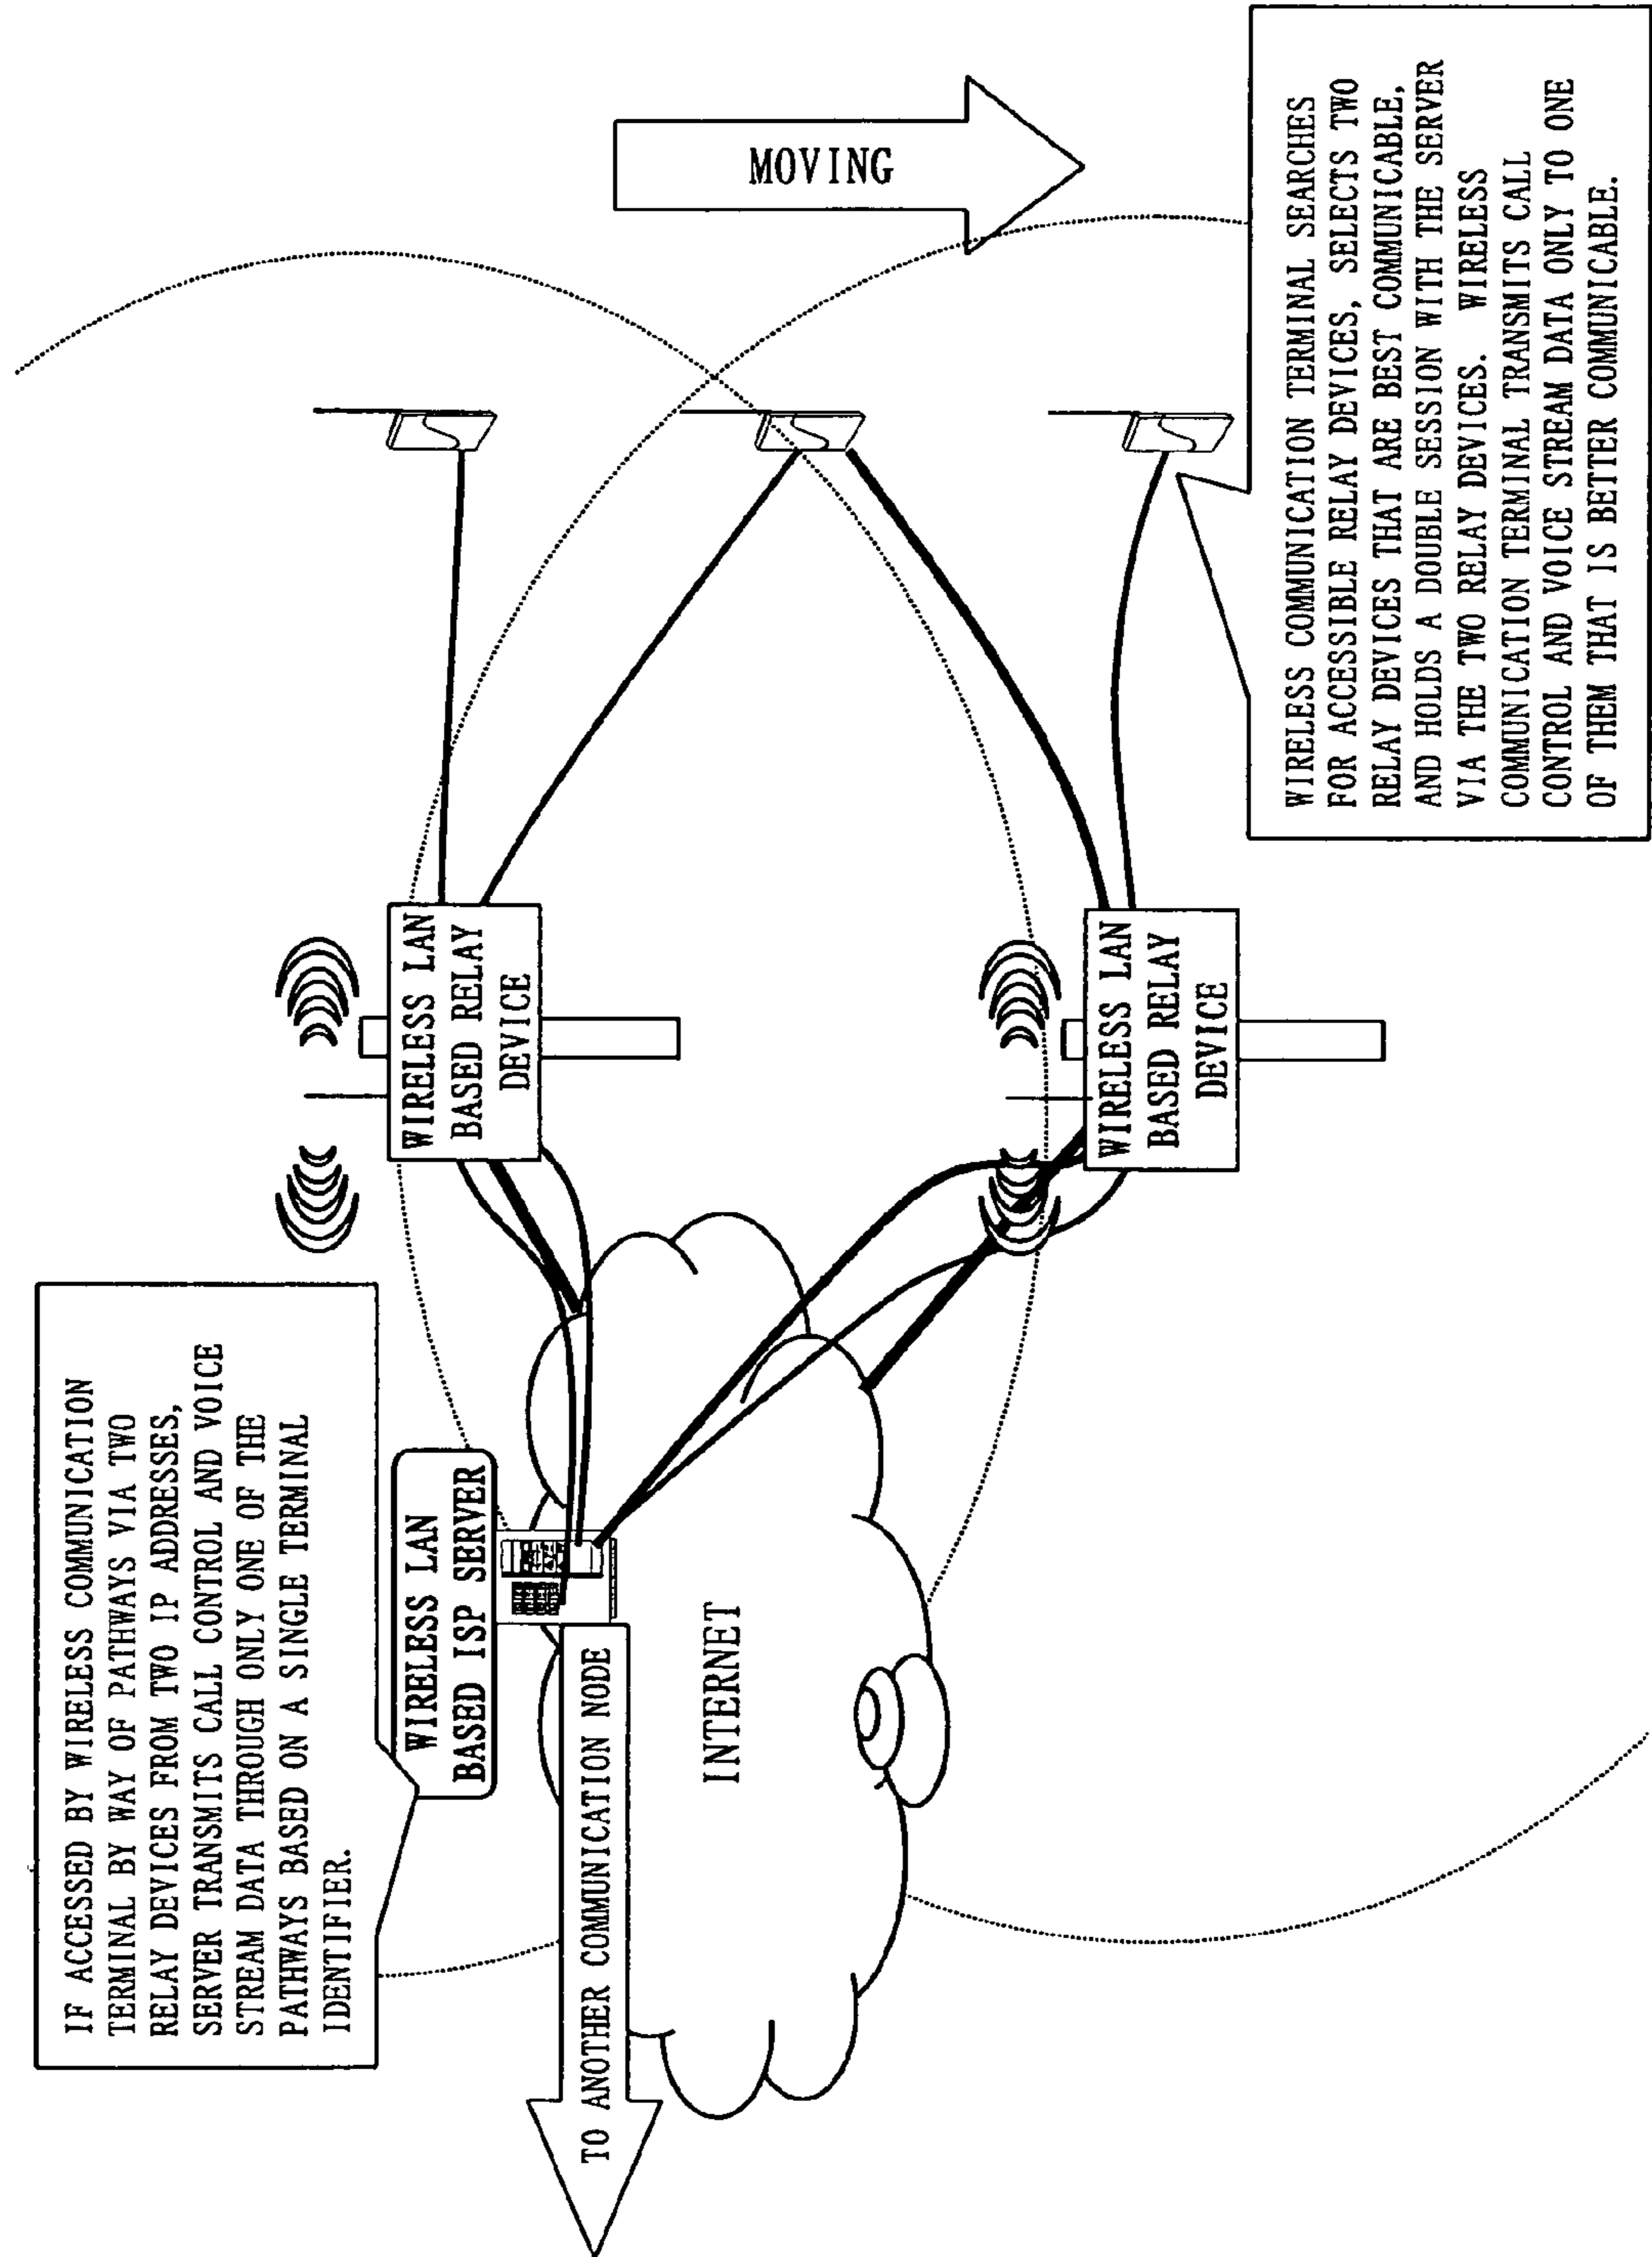 IF ACCESSED BY WIRELESS COMMUNICATION
TERMINAL BY WAY OF PATHWAYS VIA TWO
RELAY DEVICES FROM TWO IP ADDRESSES,
SERVER TRANSMITS CALL CONTROL AND VOICE
STREAM DATA THROUGH ONLY ONE OF THE
PATHWAYS BASED ON A SINGLE TERMINAL
IDENTIFIER.
WIRELESS LAN
BASED ISP SERVER
TO ANOTHER COMMUNICATION NODE
INTERNET
WIRELESS LAN
BASED RELAY
DEVICE
WIRELESS LAN
BASED RELAY
DEVICE
MOVING
WIRELESS COMMUNICATION TERMINAL SEARCHES
FOR ACCESSIBLE RELAY DEVICES, SELECTS TWO
RELAY DEVICES THAT ARE BEST COMMUNICABLE,
AND HOLDS A DOUBLE SESSION WITH THE SERVER
VIA THE TWO RELAY DEVICES. WIRELESS
COMMUNICATION TERMINAL TRANSMITS CALL
CONTROL AND VOICE STREAM DATA ONLY TO ONE
OF THEM THAT IS BETTER COMMUNICABLE.